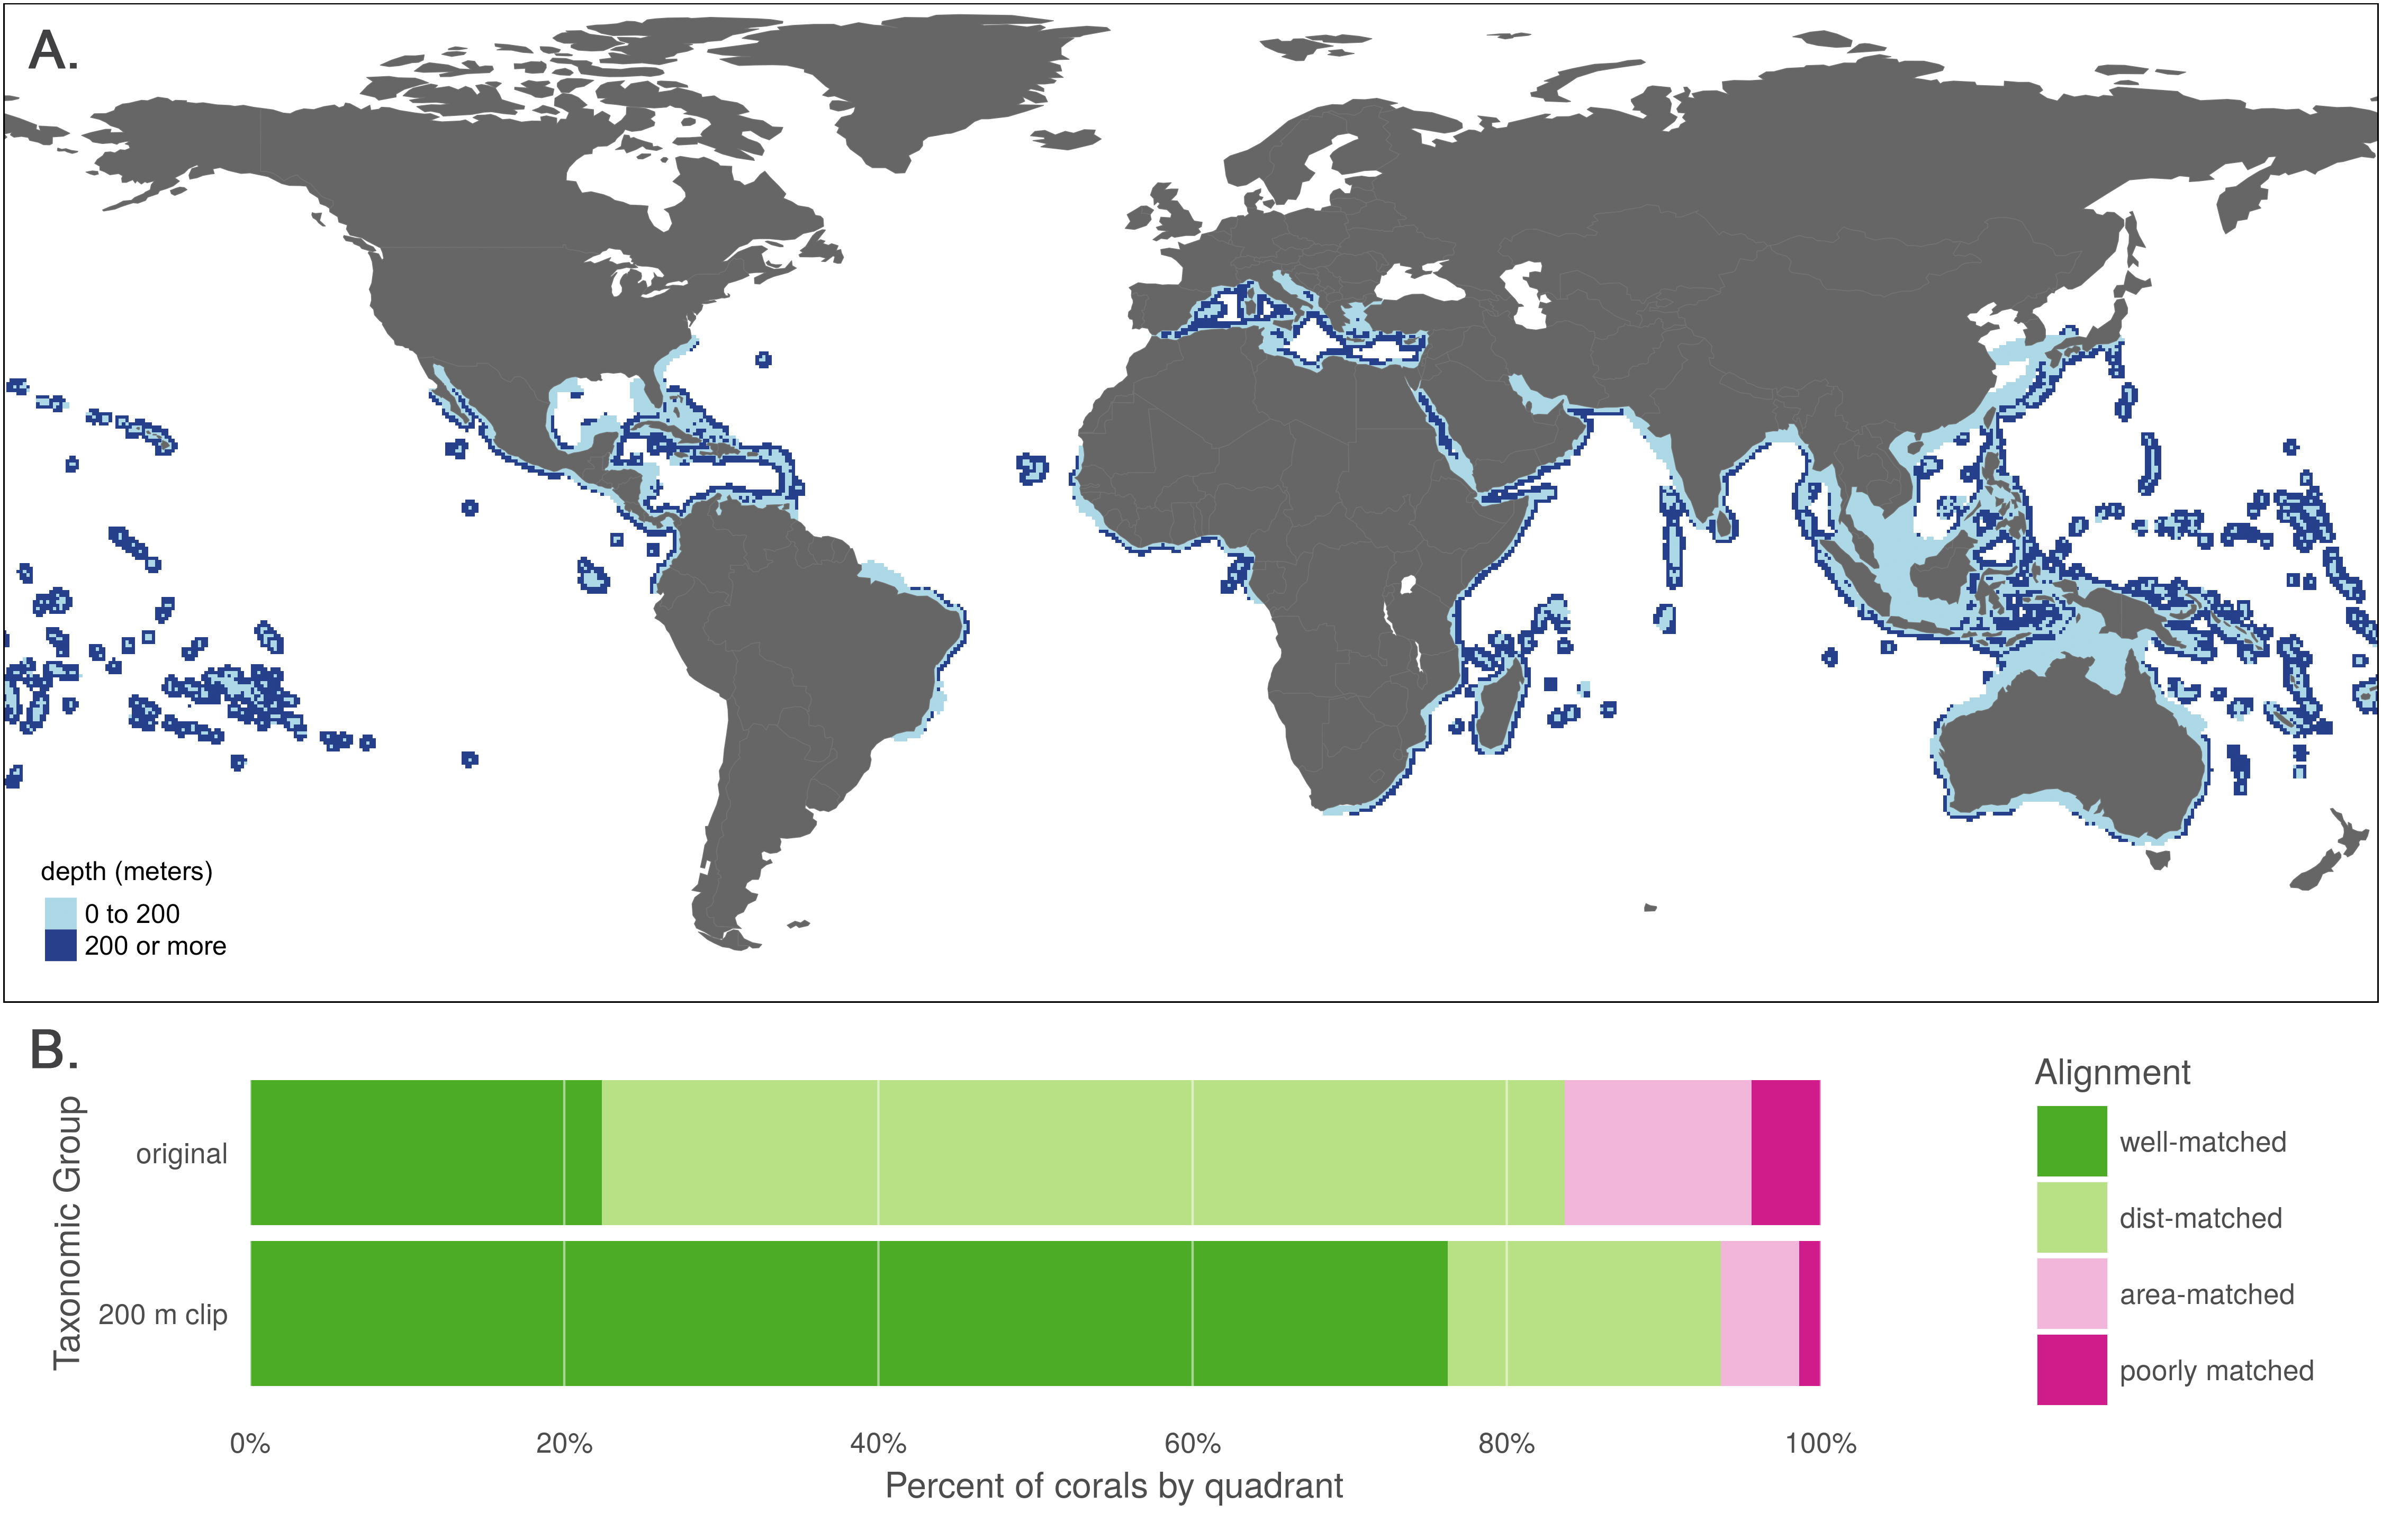 A.
depth (meters)
0 to 200
200 or more
B.
Taxonomic Group
original
200 m clip
0% 20% 40% 60% 80% 100%
Percent of corals by quadrant
Alignment
well-matched
dist-matched
area-matched
poorly matched